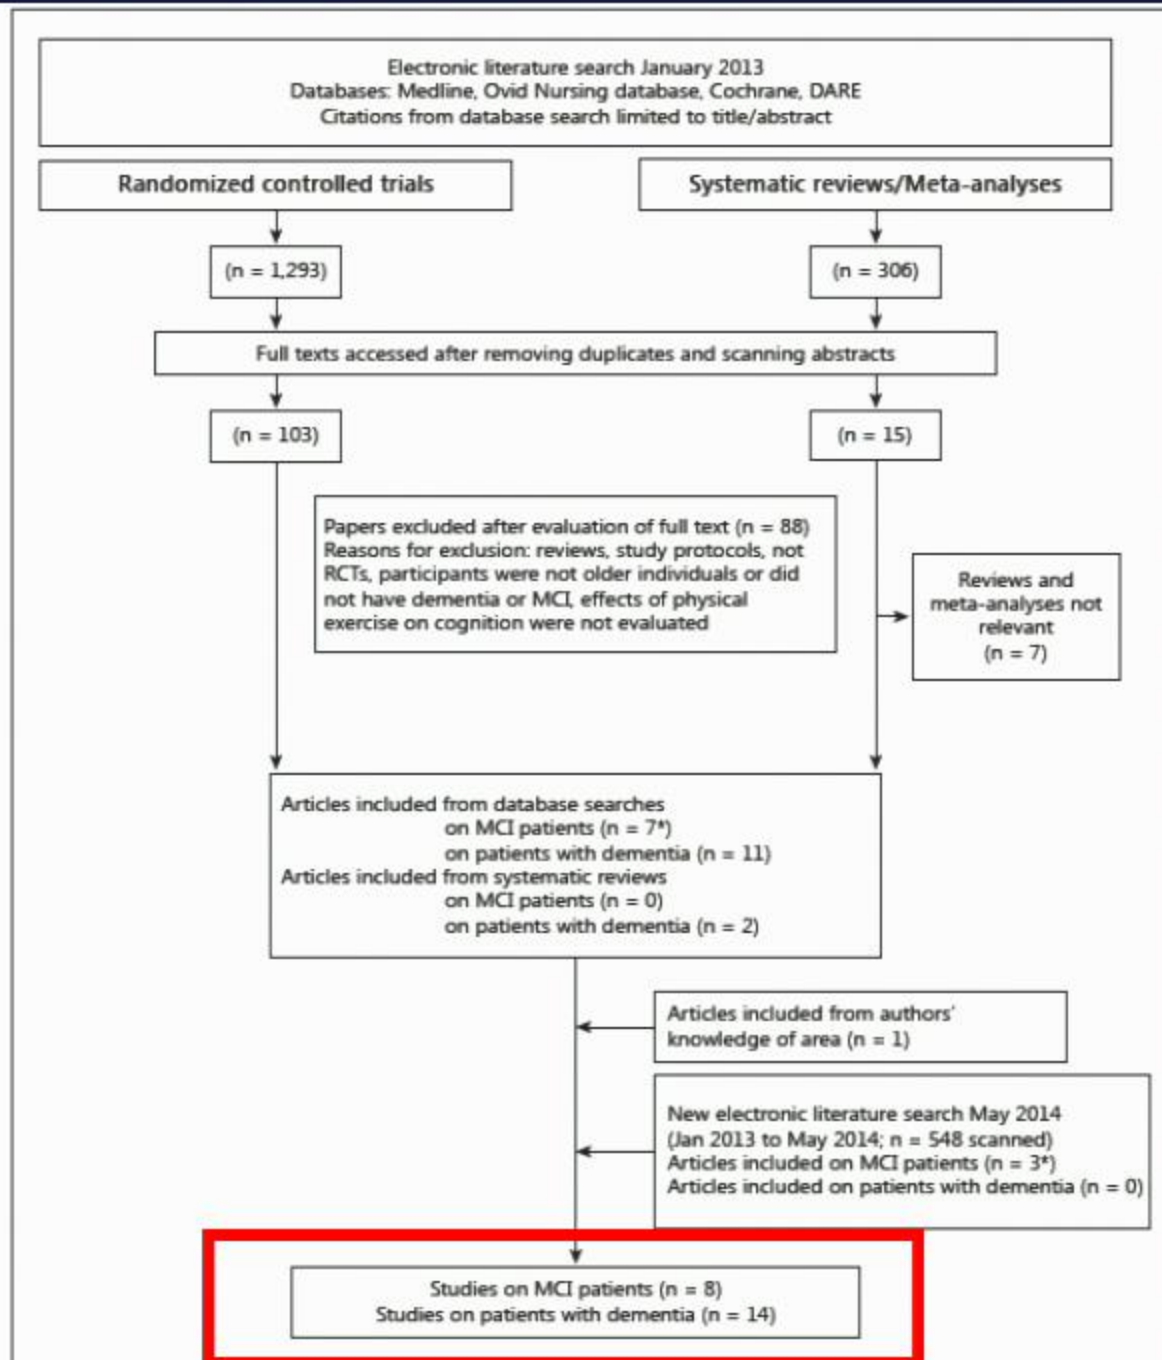 Electronic literature search January 2013
Databases: Medline, Ovid Nursing database, Cochrane, DARE
Citations from database search limited to title/abstract
Randomized controlled trials
Systematic reviews/Meta-analyses
(n = 1,293)
(n = 306)
Full texts accessed after removing duplicates and scanning abstracts
(n = 103)
(n = 15)
Papers excluded after evaluation of full text (n = 88)
Reasons for exclusion: reviews, study protocols, not
RCTs, participants were not older individuals or did
not have dementia or MCI, effects of physical
exercise on cognition were not evaluated
Reviews and
meta-analyses not
relevant
(n = 7)
Articles included from database searches
on MCI patients (n = 7*)
on patients with dementia (n = 11)
Articles included from systematic reviews
on MCI patients (n = 0)
on patients with dementia (n = 2)
Articles included from authors'
knowledge of area (n = 1)
New electronic literature search May 2014
(Jan 2013 to May 2014; n = 548 scanned)
Articles included on MCI patients (n = 3*)
Articles included on patients with dementia (n = 0)
Studies on MCI patients (n = 8)
Studies on patients with dementia (n = 14)